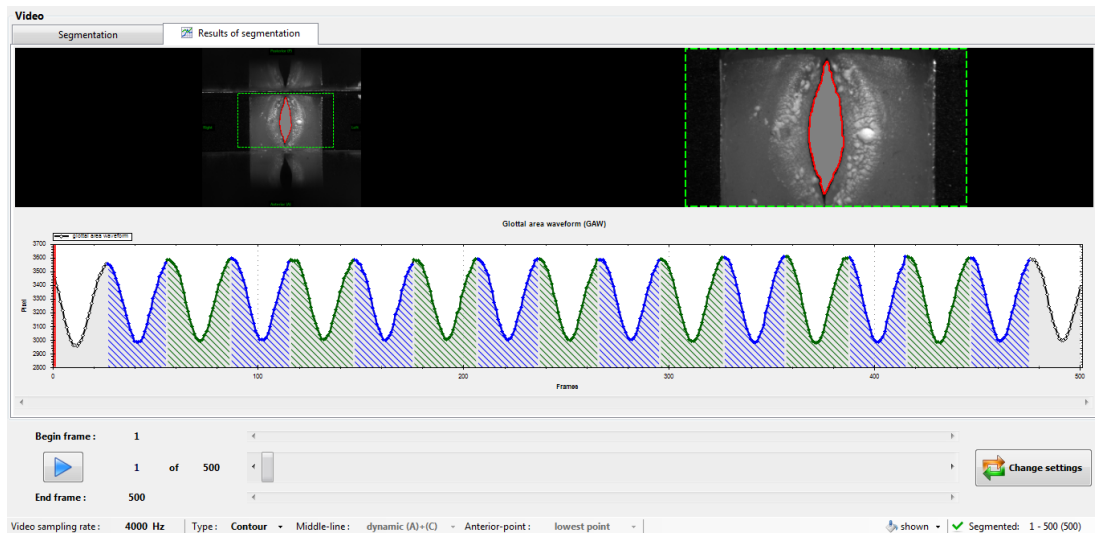 Video
Segmentation
Results of segmentation
Right
Left
Glottal area waveform (GAW)
glottal area waveform
3700
3600
3500
3400
3300
3200
3100
3000
2900
2800
Pixel
0 100 200 300 400 500
Frames
Begin frame : 1
1 of 500
End frame : 500
Change settings
Video sampling rate : 4000 Hz Type : Contour Middle-line : dynamic (A)+(C) Anterior-point : lowest point shown Segmented: 1 - 500 (500)